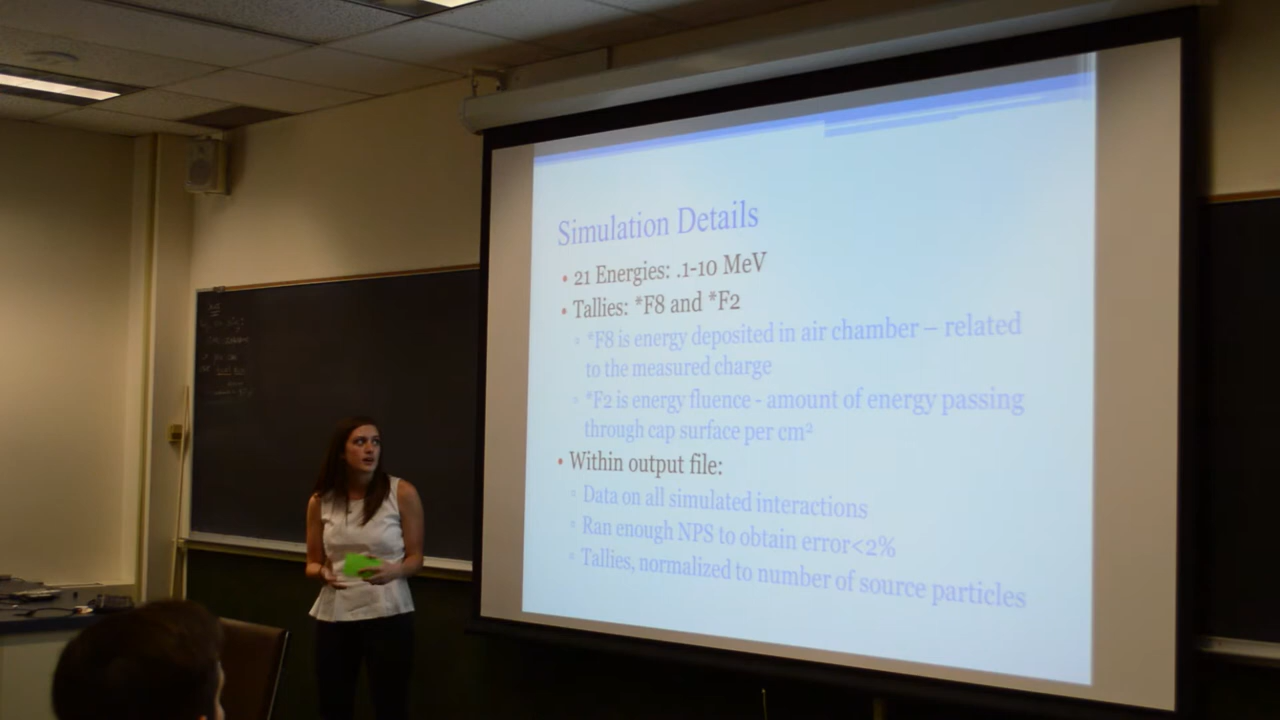 Simulation Details
• 21 Energies: .1-10 MeV
• Tallies: *F8 and *F2
▫ *F8 is energy deposited in air chamber – related
to the measured charge
▫ *F2 is energy fluence - amount of energy passing
through cap surface per cm²
• Within output file:
▫ Data on all simulated interactions
▫ Ran enough NPS to obtain error<2%
▫ Tallies, normalized to number of source particles